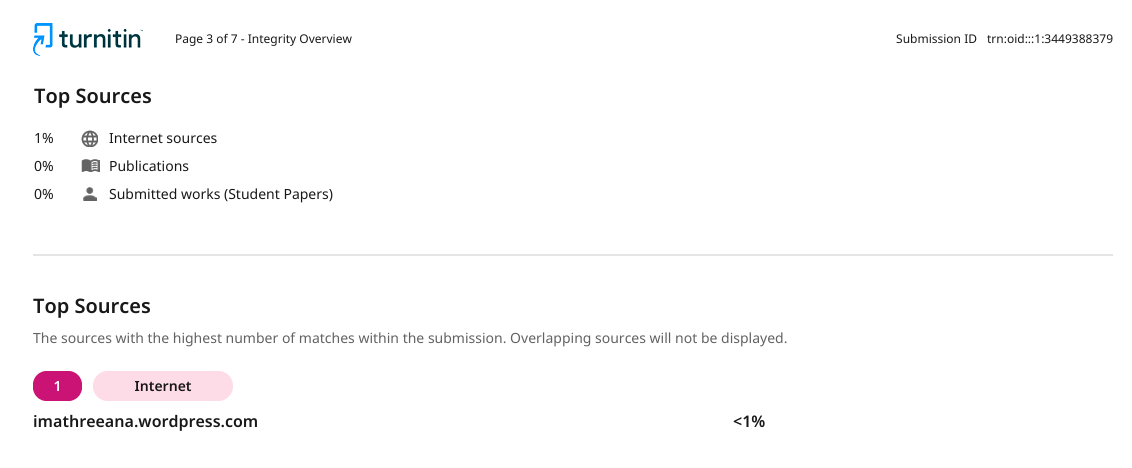 turnitin Page 3 of 7 - Integrity Overview Submission ID trn:oid:::1:3449388379
Top Sources
1% Internet sources
0% Publications
0% Submitted works (Student Papers)
Top Sources
The sources with the highest number of matches within the submission. Overlapping sources will not be displayed.
1 Internet
imathreeana.wordpress.com <1%